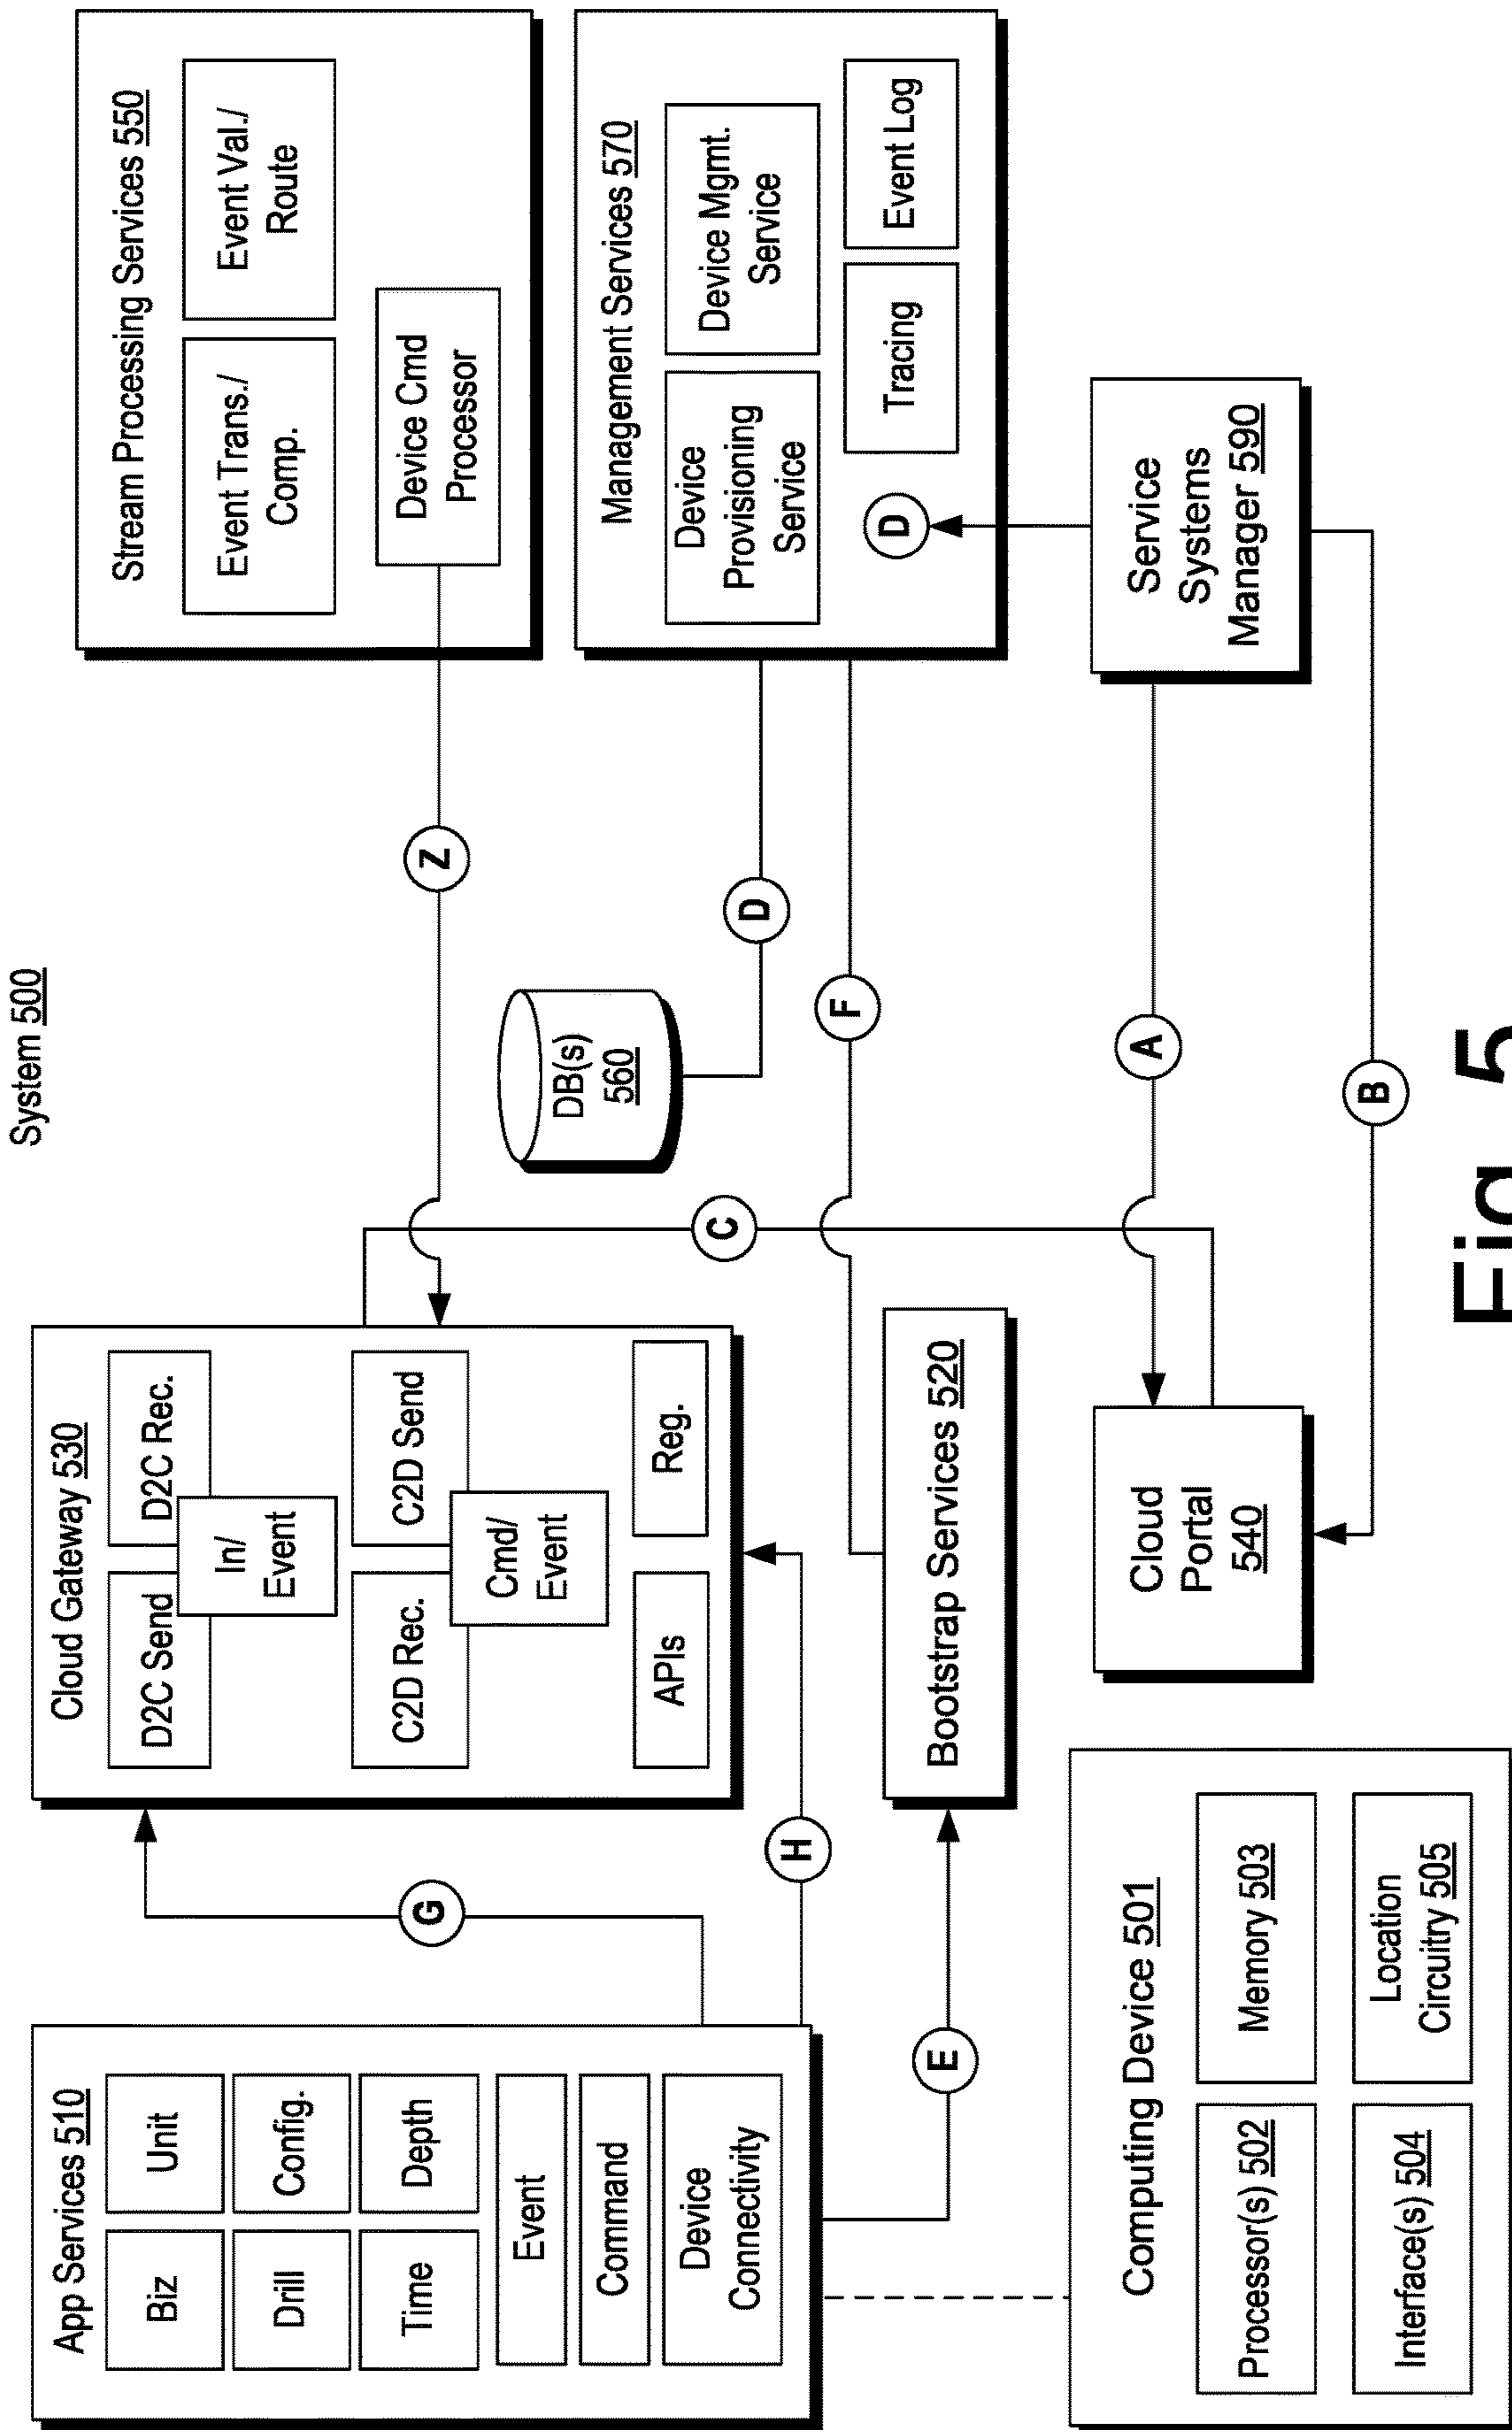 System 500
App Services 510
Biz
Unit
Drill
Config.
Time
Depth
Event
Command
Device
Connectivity
G
H
E
Cloud Gateway 530
D2C Send
D2C Rec.
In/
Event
C2D Rec.
C2D Send
Cmd/
Event
APIs
Reg.
Bootstrap Services 520
Z
C
DB(s)
560
D
F
Stream Processing Services 550
Event Trans./
Comp.
Event Val./
Route
Device Cmd
Processor
Management Services 570
Device
Provisioning
Service
Device Mgmt.
Service
D
Tracing
Event Log
Computing Device 501
Processor(s) 502
Memory 503
Interface(s) 504
Location
Circuitry 505
Cloud
Portal
540
A
B
Service
Systems
Manager 590
Fig. 5